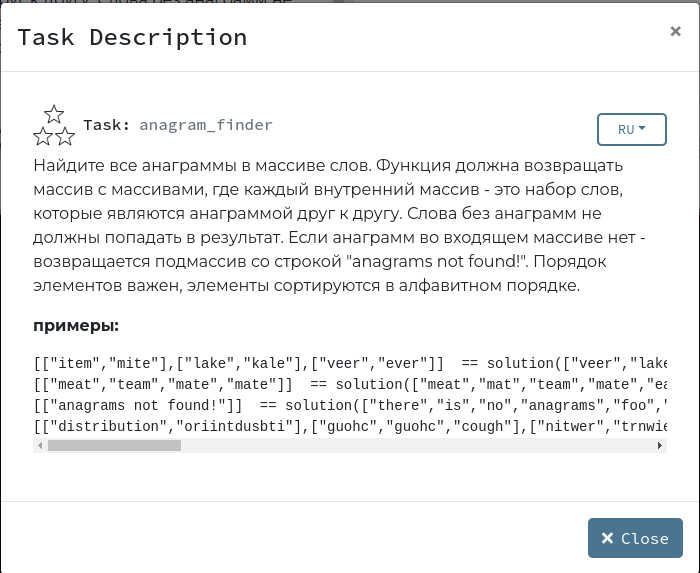 Task Description
×
Task: anagram_finder
RU
Найдите все анаграммы в массиве слов. Функция должна возвращать
массив с массивами, где каждый внутренний массив - это набор слов,
которые являются анаграммой друг к другу. Слова без анаграмм не
должны попадать в результат. Если анаграмм во входящем массиве нет -
возвращается подмассив со строкой "anagrams not found!". Порядок
элементов важен, элементы сортируются в алфавитном порядке.
примеры:
[["item","mite"],["lake","kale"],["veer","ever"]]  == solution(["veer","lake
[["meat","team","mate","mate"]]  == solution(["meat","mat","team","mate","ea
[["anagrams not found!"]]  == solution(["there","is","no","anagrams","foo","
[["distribution","oriintdusbti"],["guohc","guohc","cough"],["nitwer","trnwie
× Close